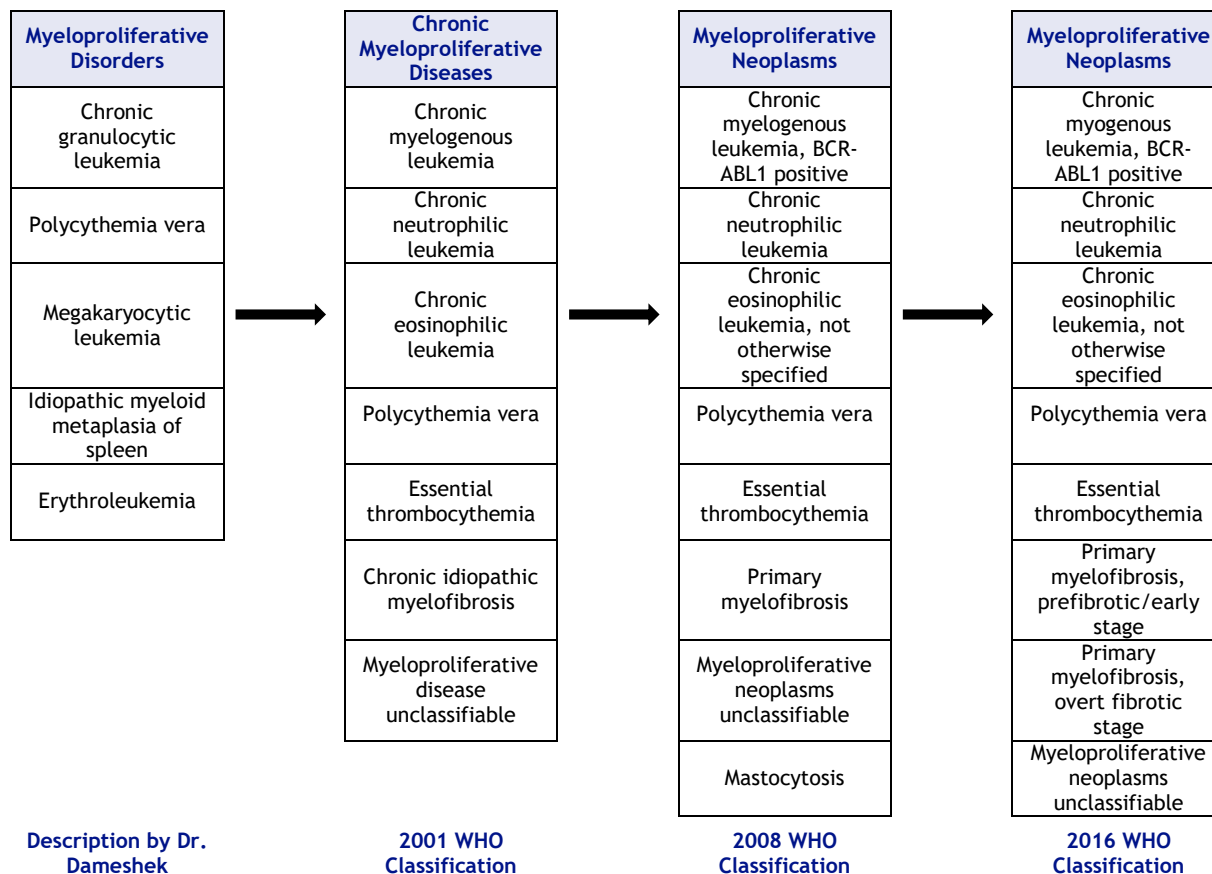 Myeloproliferative
Disorders
Chronic
granulocytic
leukemia
Polycythemia vera
Megakaryocytic
leukemia
Idiopathic myeloid
metaplasia of
spleen
Erythroleukemia
Description by Dr.
Dameshek
Chronic
Myeloproliferative
Diseases
Chronic
myelogenous
leukemia
Chronic
neutrophilic
leukemia
Chronic
eosinophilic
leukemia
Polycythemia vera
Essential
thrombocythemia
Chronic idiopathic
myelofibrosis
Myeloproliferative
disease
unclassifiable
2001 WHO
Classification
Myeloproliferative
Neoplasms
Chronic
myelogenous
leukemia, BCR-
ABL1 positive
Chronic
neutrophilic
leukemia
Chronic
eosinophilic
leukemia, not
otherwise
specified
Polycythemia vera
Essential
thrombocythemia
Primary
myelofibrosis
Myeloproliferative
neoplasms
unclassifiable
Mastocytosis
2008 WHO
Classification
Myeloproliferative
Neoplasms
Chronic
myogenous
leukemia, BCR-
ABL1 positive
Chronic
neutrophilic
leukemia
Chronic
eosinophilic
leukemia, not
otherwise
specified
Polycythemia vera
Essential
thrombocythemia
Primary
myelofibrosis,
prefibrotic/early
stage
Primary
myelofibrosis,
overt fibrotic
stage
Myeloproliferative
neoplasms
unclassifiable
2016 WHO
Classification